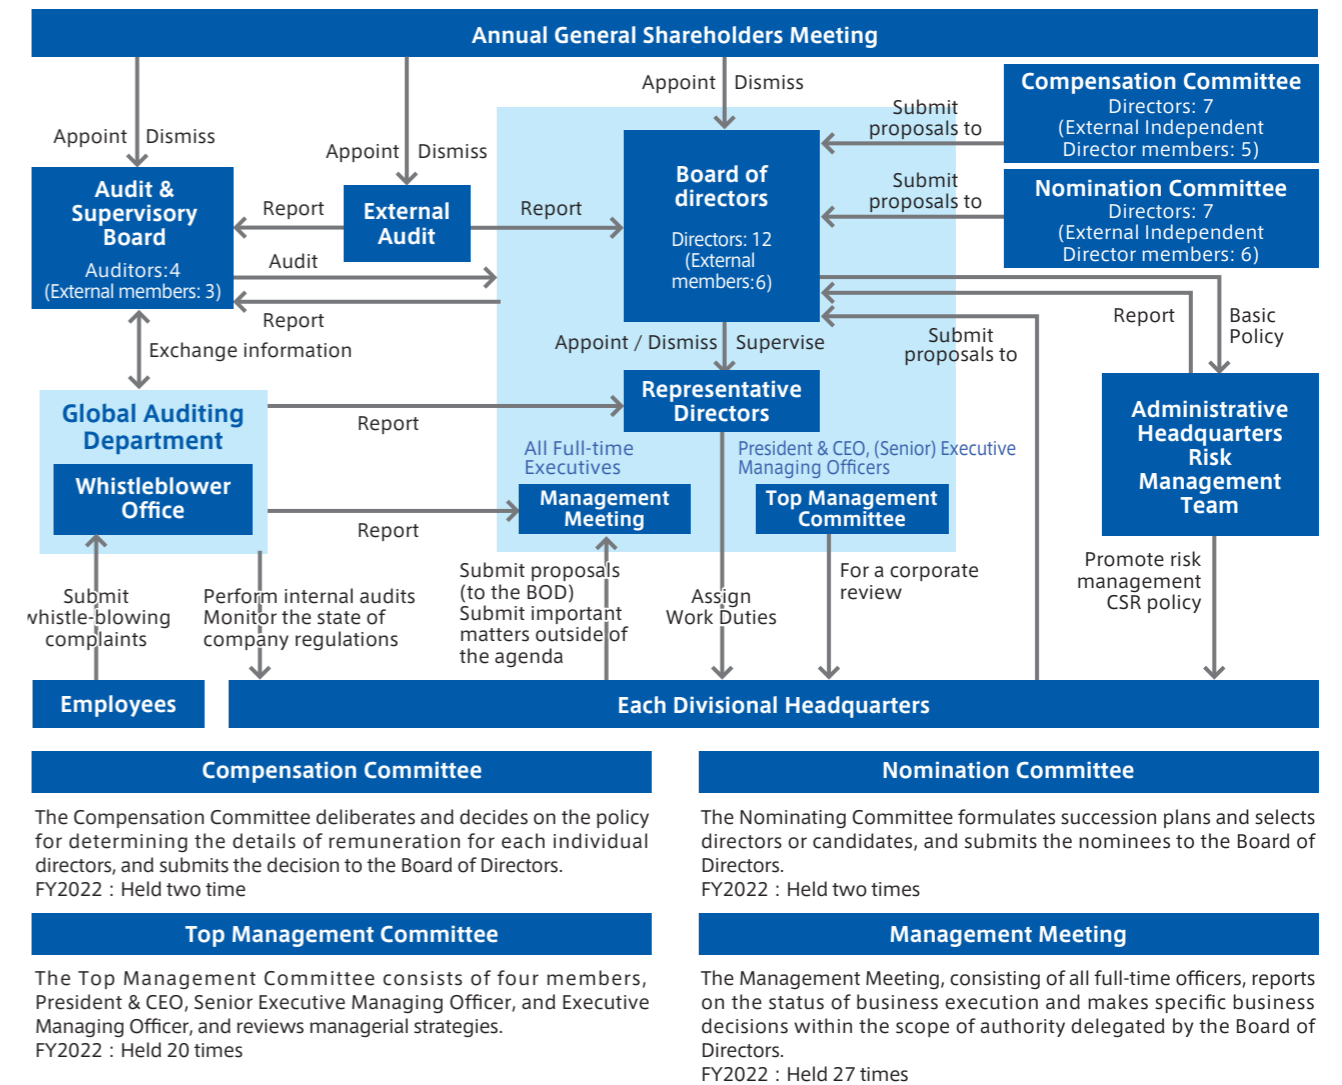 Annual General Shareholders Meeting
Appoint Dismiss
Compensation Committee
Directors: 7
(External Independent
Director members: 5)
Submit
proposals to
Appoint Dismiss
Appoint Dismiss
Audit &
Supervisory
Board
Auditors:4
(External members: 3)
Report
External
Audit
Report
Board of
directors
Directors: 12
(External
members:6)
Submit
proposals to
Nomination Committee
Directors: 7
(External Independent
Director members: 6)
Audit
Report
Exchange information
Appoint / Dismiss Supervise
Submit
proposals to
Report
Basic
Policy
Global Auditing
Department
Whistleblower
Office
Report
Representative
Directors
All Full-time
Executives
President & CEO, (Senior) Executive
Managing Officers
Management
Meeting
Top Management
Committee
Administrative
Headquarters
Risk
Management
Team
Report
Submit
whistle-blowing
complaints
Perform internal audits
Monitor the state of
company regulations
Submit proposals
(to the BOD)
Submit important
matters outside of
the agenda
Assign
Work Duties
For a corporate
review
Promote risk
management
CSR policy
Employees
Each Divisional Headquarters
Compensation Committee
The Compensation Committee deliberates and decides on the policy
for determining the details of remuneration for each individual
directors, and submits the decision to the Board of Directors.
FY2022 : Held two time
Nomination Committee
The Nominating Committee formulates succession plans and selects
directors or candidates, and submits the nominees to the Board of
Directors.
FY2022 : Held two times
Top Management Committee
The Top Management Committee consists of four members,
President & CEO, Senior Executive Managing Officer, and Executive
Managing Officer, and reviews managerial strategies.
FY2022 : Held 20 times
Management Meeting
The Management Meeting, consisting of all full-time officers, reports
on the status of business execution and makes specific business
decisions within the scope of authority delegated by the Board of
Directors.
FY2022 : Held 27 times